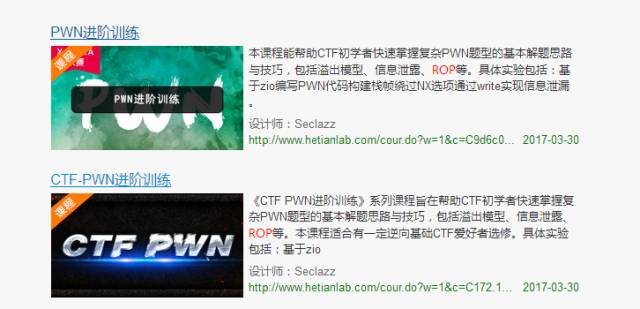 PWN进阶训练
课程
PWN进阶训练
本课程能帮助CTF初学者快速掌握复杂PWN题型的基本解题思路
与技巧，包括溢出模型、信息泄露、ROP等。具体实验包括：基
于zio编写PWN代码构建栈帧绕过NX选项通过write实现信息泄漏
。
设计师：Seclazz
http://www.hetianlab.com/cour.do?w=1&c=C9d6c0... 2017-03-30
CTF-PWN进阶训练
课程
CTF PWN
《CTF PWN进阶训练》系列课程旨在帮助CTF初学者快速掌握复
杂PWN题型的基本解题思路与技巧，包括溢出模型、信息泄露、
ROP等。本课程适合有一定逆向基础CTF爱好者选修。具体实验
包括：基于zio
设计师：Seclazz
http://www.hetianlab.com/cour.do?w=1&c=C172.1... 2017-03-30